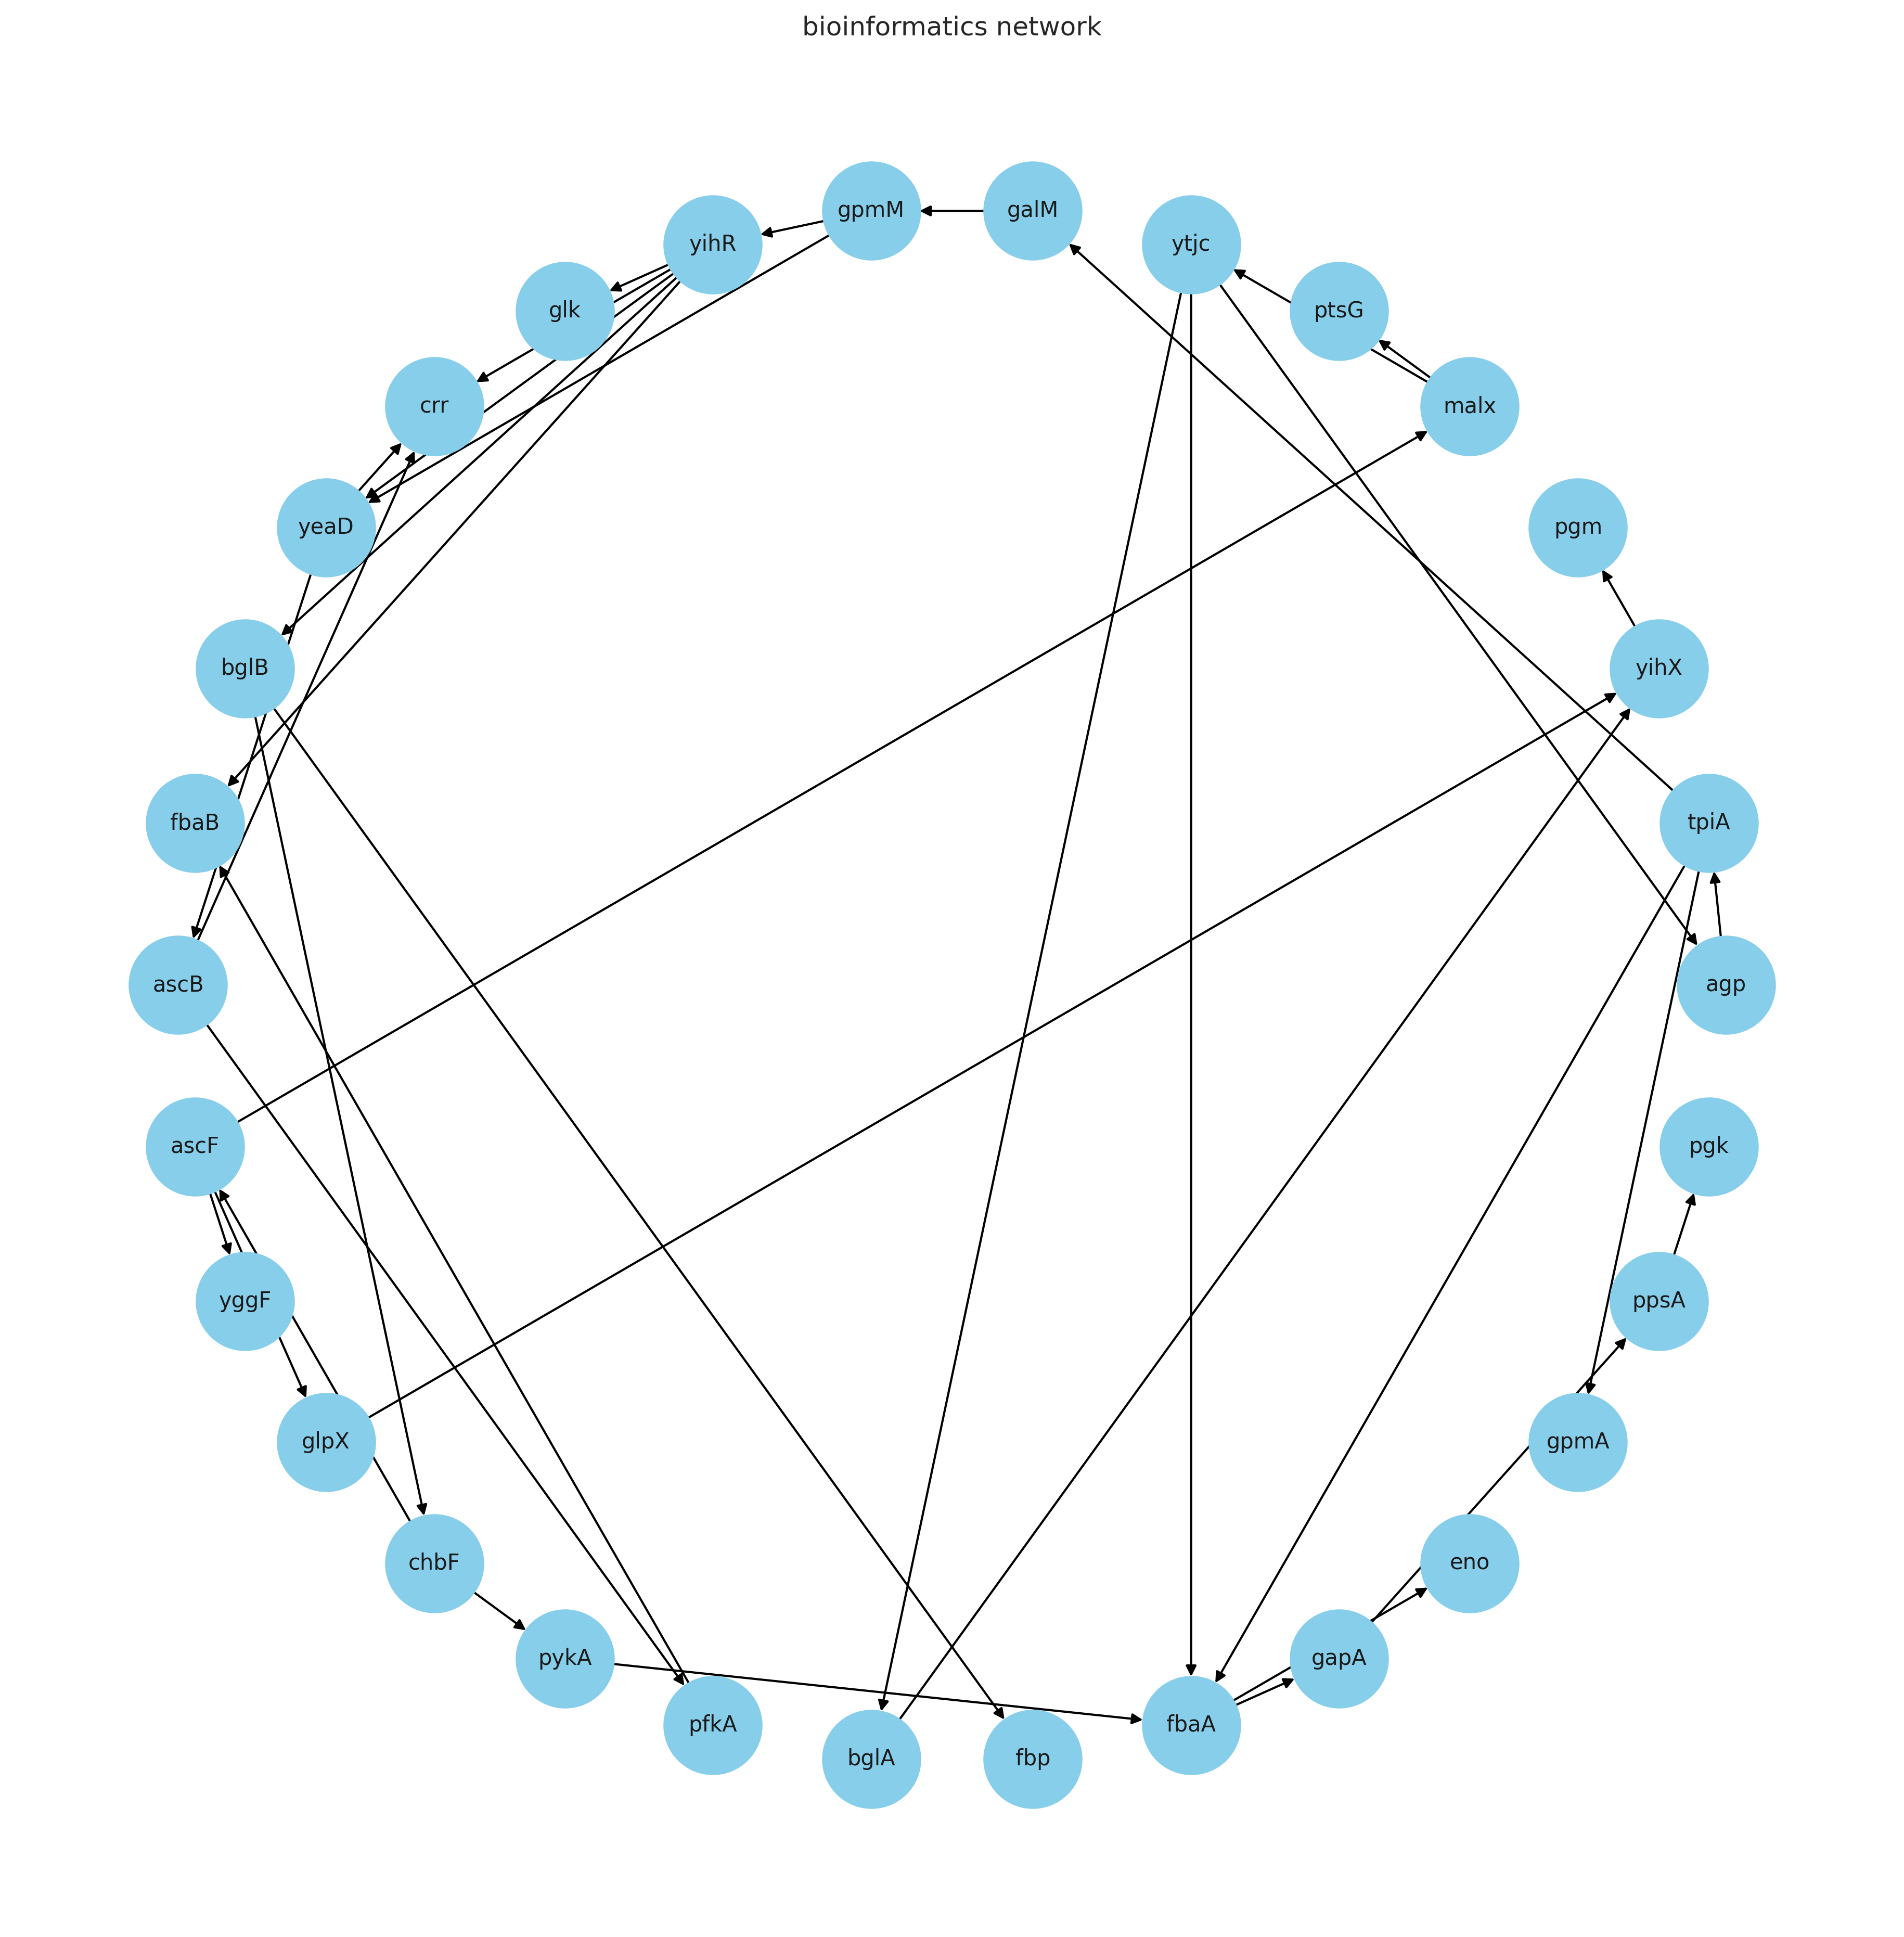 bioinformatics network
gpmM
galM
yihR
ytjc
glk
ptsG
crr
malx
yeaD
pgm
bglB
yihX
fbaB
tpiA
ascB
agp
ascF
pgk
yggF
ppsA
glpX
gpmA
chbF
eno
pykA
gapA
pfkA
fbaA
bglA
fbp